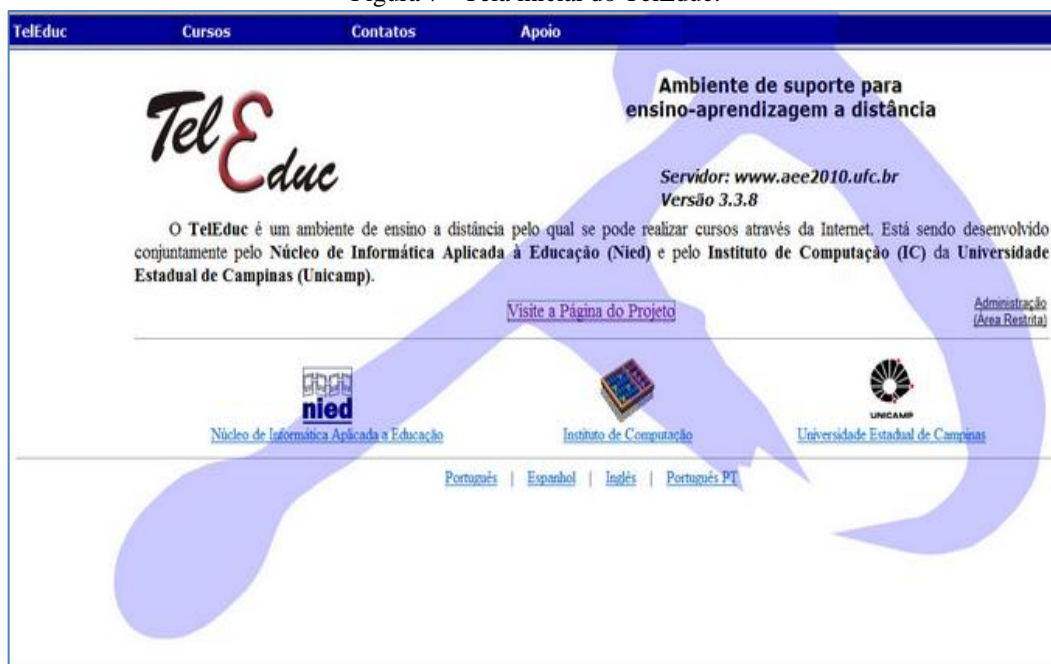 Figura 7 - Tela inicial do TelEduc.
TelEduc Cursos Contatos Apoio
TelEduc
Ambiente de suporte para
ensino-aprendizagem a distância
Servidor: www.aee2010.ufc.br
Versão 3.3.8
O TelEduc é um ambiente de ensino a distância pelo qual se pode realizar cursos através da Internet. Está sendo desenvolvido
conjuntamente pelo Núcleo de Informática Aplicada à Educação (Nied) e pelo Instituto de Computação (IC) da Universidade
Estadual de Campinas (Unicamp).
Visite a Página do Projeto
Administração
(Área Restrita)
nied
UNICAMP
Núcleo de Informática Aplicada a Educação Instituto de Computação Universidade Estadual de Campinas
Português | Espanhol | Inglês | Português PT